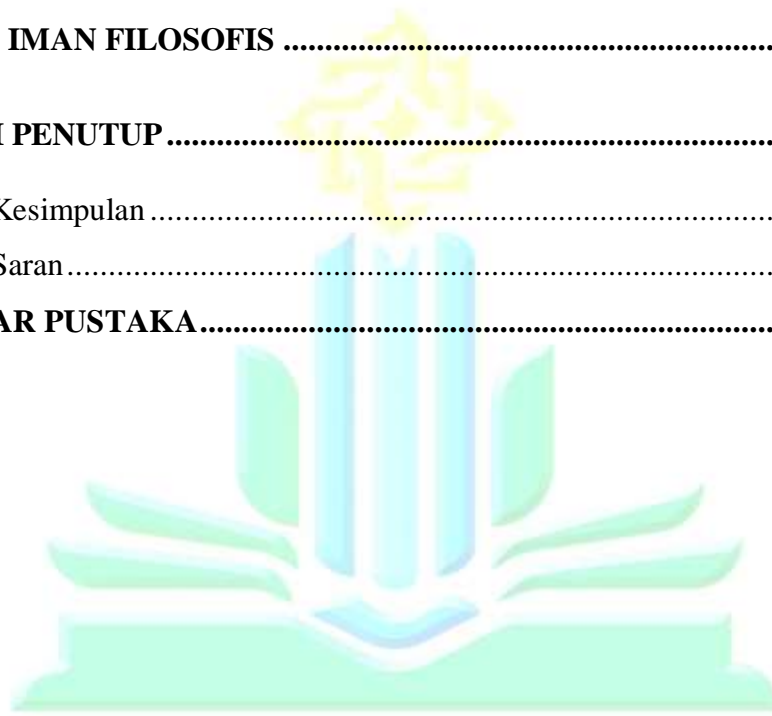 IMAN FILOSOFIS ............................................................
I PENUTUP .........................................................................
Kesimpulan ...........................................................................
Saran.....................................................................................
AR PUSTAKA.....................................................................